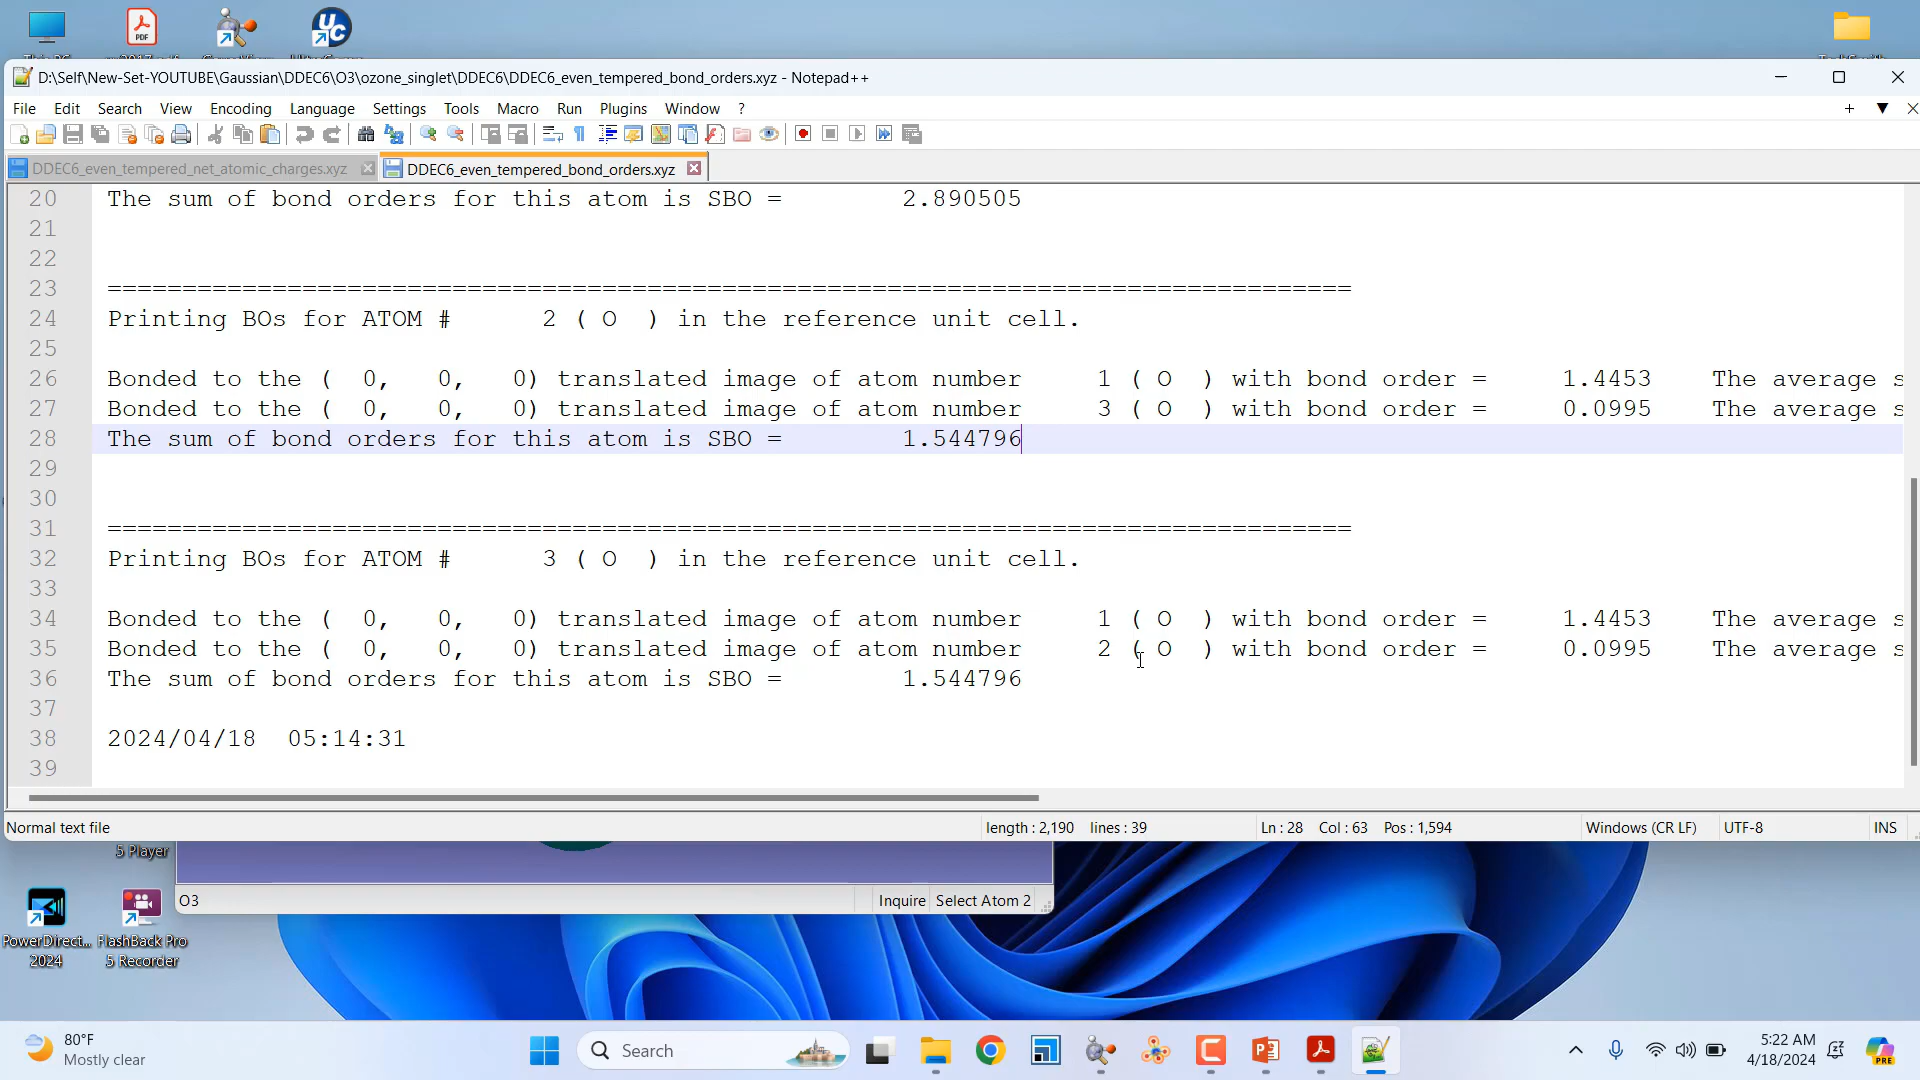 D:\Self\New-Set-YOUTUBE\Gaussian\DDEC6\O3\ozone_singlet\DDEC6\DDEC6_even_tempered_bond_orders.xyz - Notepad++
File Edit Search View Encoding Language Settings Tools Macro Run Plugins Window ?
DDEC6_even_tempered_net_atomic_charges.xyz DDEC6_even_tempered_bond_orders.xyz
20 The sum of bond orders for this atom is SBO = 2.890505
21
22
23 ===================================================================================
24 Printing BOs for ATOM # 2 ( O ) in the reference unit cell.
25
26 Bonded to the ( 0, 0, 0) translated image of atom number 1 ( O ) with bond order = 1.4453 The average s
27 Bonded to the ( 0, 0, 0) translated image of atom number 3 ( O ) with bond order = 0.0995 The average s
28 The sum of bond orders for this atom is SBO = 1.544796
29
30
31 ===================================================================================
32 Printing BOs for ATOM # 3 ( O ) in the reference unit cell.
33
34 Bonded to the ( 0, 0, 0) translated image of atom number 1 ( O ) with bond order = 1.4453 The average s
35 Bonded to the ( 0, 0, 0) translated image of atom number 2 ( O ) with bond order = 0.0995 The average s
36 The sum of bond orders for this atom is SBO = 1.544796
37
38 2024/04/18 05:14:31
39
Normal text file length : 2,190 lines : 39 Ln : 28 Col : 63 Pos : 1,594 Windows (CR LF) UTF-8 INS
5 Player
O3 Inquire Select Atom 2
PowerDirect... FlashBack Pro
2024 5 Recorder
80°F
Mostly clear
Search
5:22 AM
4/18/2024
PRE